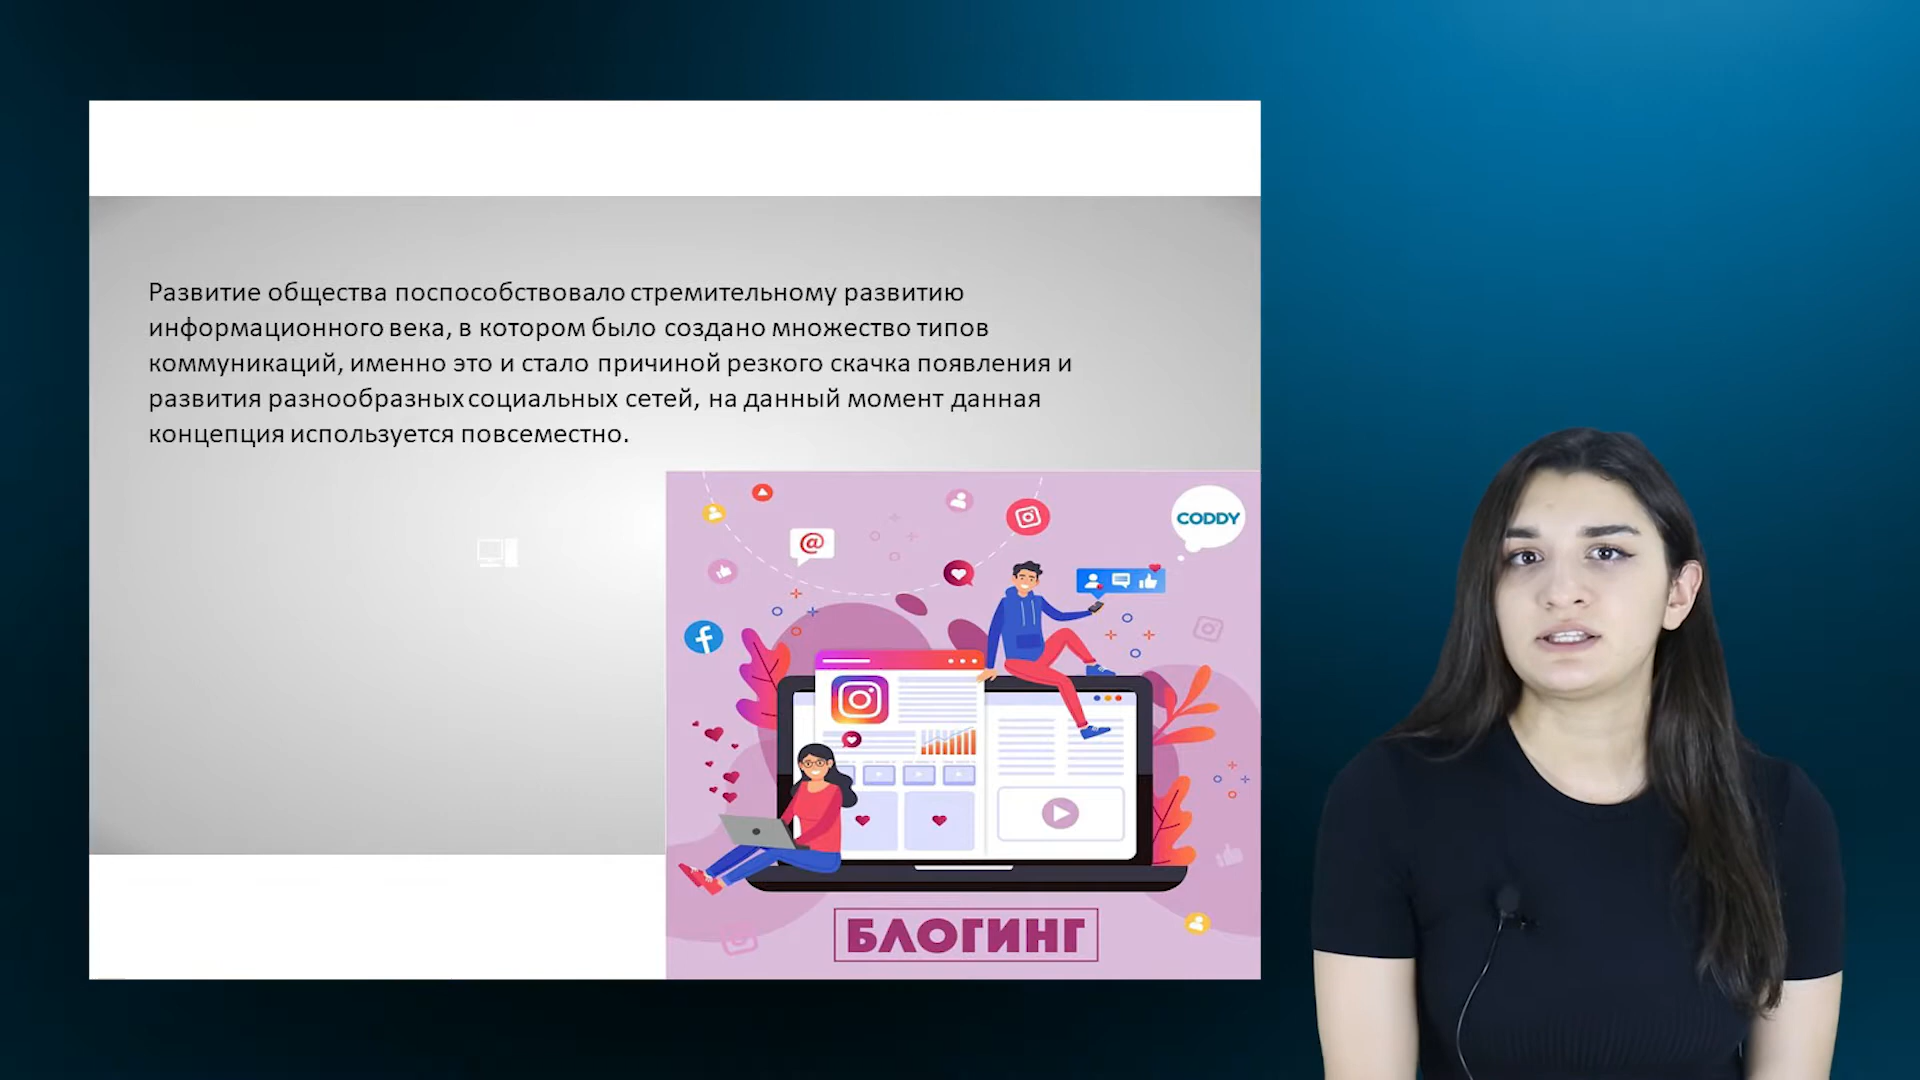 Развитие общества поспособствовало стремительному развитию
информационного века, в котором было создано множество типов
коммуникаций, именно это и стало причиной резкого скачка появления и
развития разнообразных социальных сетей, на данный момент данная
концепция используется повсеместно.
CODDY
@
f
БЛОГИНГ